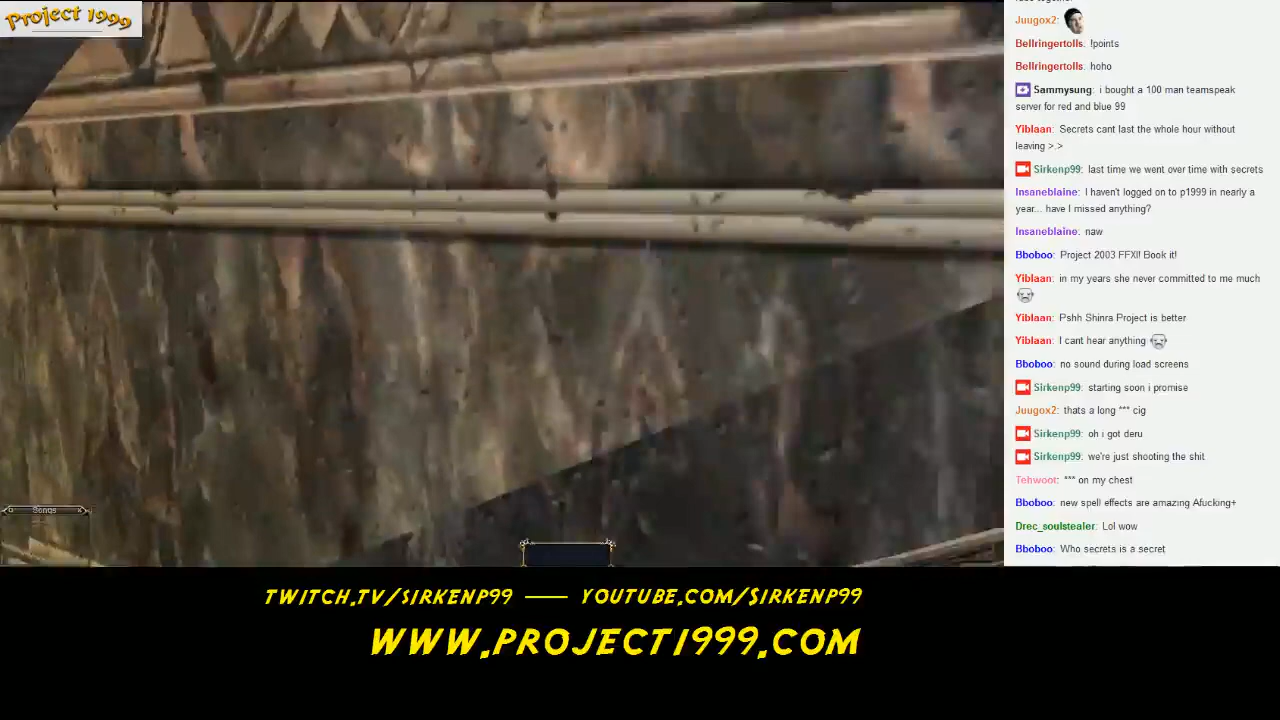 Project 1999
Juugox2:
Bellringertolls: !points
Bellringertolls: hoho
Sammysung: i bought a 100 man teamspeak
server for red and blue 99
Yiblaan: Secrets cant last the whole hour without
leaving >.>
Sirkenp99: last time we went over time with secrets
Insaneblaine: I haven't logged on to p1999 in nearly a
year... have I missed anything?
Insaneblaine: naw
Bboboo: Project 2003 FFXI! Book it!
Yiblaan: in my years she never committed to me much
Yiblaan: Pshh Shinra Project is better
Yiblaan: I cant hear anything
Bboboo: no sound during load screens
Sirkenp99: starting soon i promise
Juugox2: thats a long *** cig
Sirkenp99: oh i got deru
Sirkenp99: we're just shooting the shit
Tehwoot: *** on my chest
Bboboo: new spell effects are amazing Afucking+
Drec_soulstealer: Lol wow
Bboboo: Who secrets is a secret
Songs
TWITCH.TV/SIRKENP99 —— YOUTUBE.COM/SIRKENP99
WWW.PROJECT1999.COM